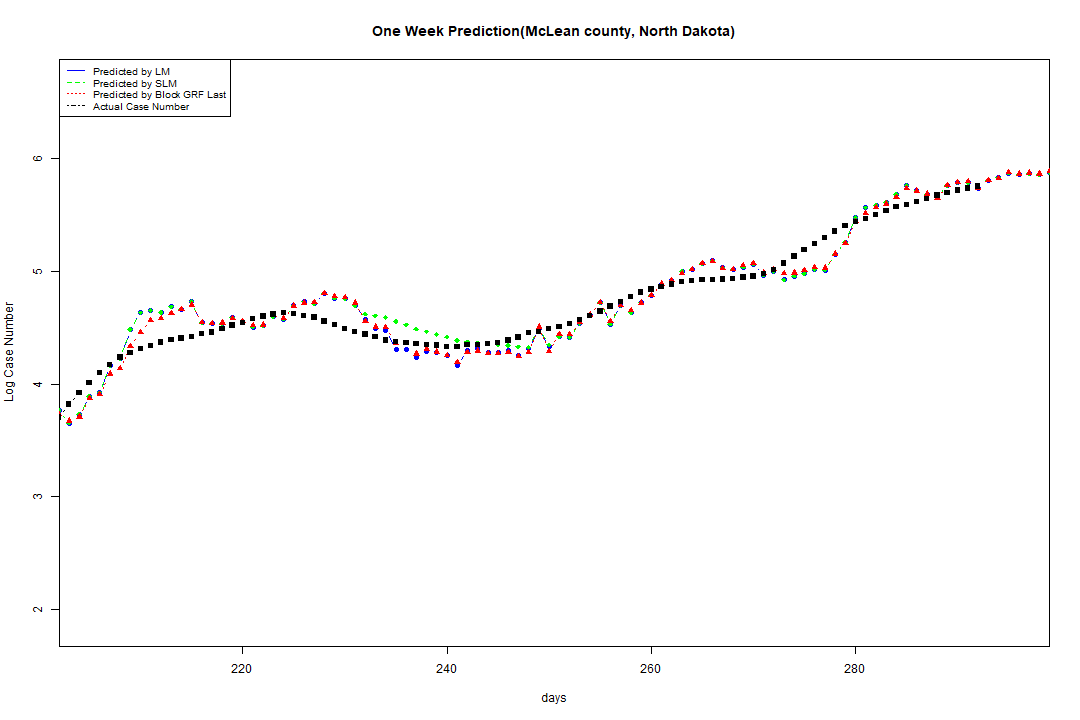 One Week Prediction(McLean county, North Dakota)
Predicted by LM
Predicted by SLM
Predicted by Block GRF Last
Actual Case Number
6
5
4
3
2
Log Case Number
220 240 260 280
days